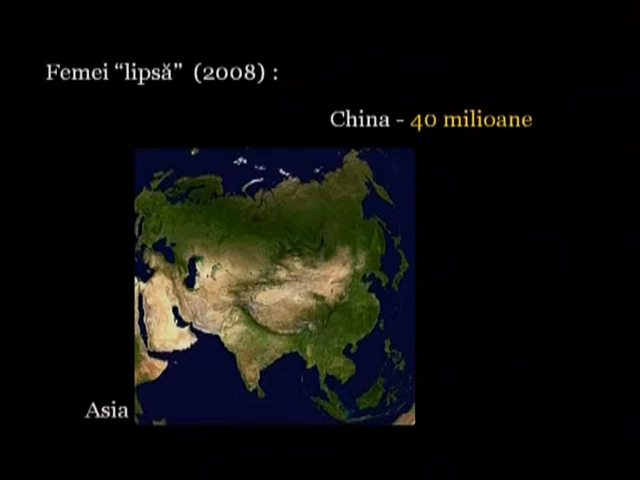 Femei “lipsă” (2008) :
China - 40 milioane
Asia